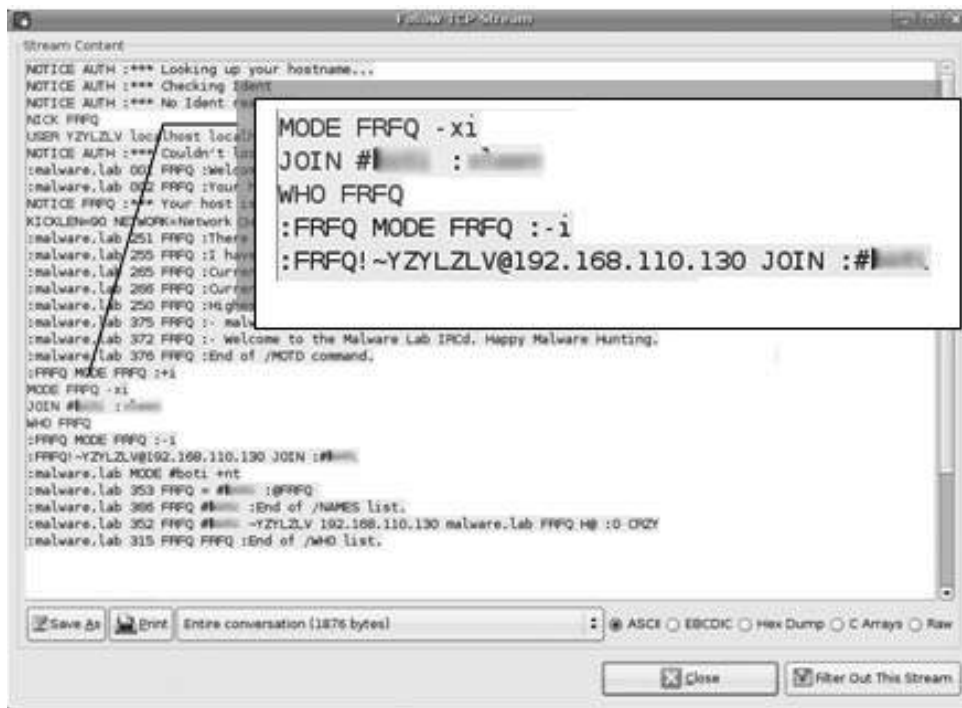 Follow TCP Stream
Stream Content
NOTICE AUTH :*** Looking up your hostname...
NOTICE AUTH :*** Checking Ident
NOTICE AUTH :*** No Ident
NICK FRFQ
USER YZYLZLV localhost
NOTICE AUTH :*** Couldn't
:malware.lab 001 FRFQ
:malware.lab 002 FRFQ :Your
NOTICE FRFQ :*** Your host
KICKLEN=90 NETWORK=Network
:malware.lab 251 FRFQ :There
:malware.lab 255 FRFQ :I
:malware.lab 265 FRFQ
:malware.lab 266 FRFQ
:malware.lab 250 FRFQ
:malware.lab 375 FRFQ :-
:malware.lab 372 FRFQ :- Welcome to the Malware Lab IRCd. Happy Malware Hunting.
:malware.lab 376 FRFQ :End of /MOTD command.
:FRFQ MODE FRFQ :+i
MODE FRFQ -xi
JOIN
WHO FRFQ
:FRFQ MODE FRFQ :-i
:FRFQ!~YZYLZLV@192.168.110.130 JOIN
:malware.lab MODE #boti +nt
:malware.lab 353 FRFQ = :@FRFQ
:malware.lab 366 FRFQ :End of /NAMES list.
:malware.lab 352 FRFQ ~YZYLZLV 192.168.110.130 malware.lab FRFQ H@ :0 CRZY
:malware.lab 315 FRFQ FRFQ :End of /WHO list.
MODE FRFQ -xi
JOIN
WHO FRFQ
:FRFQ MODE FRFQ :-i
:FRFQ!~YZYLZLV@192.168.110.130 JOIN
Save As Print Entire conversation (1876 bytes) ASCII EBCDIC Hex Dump C Arrays Raw
Close Filter Out This Stream